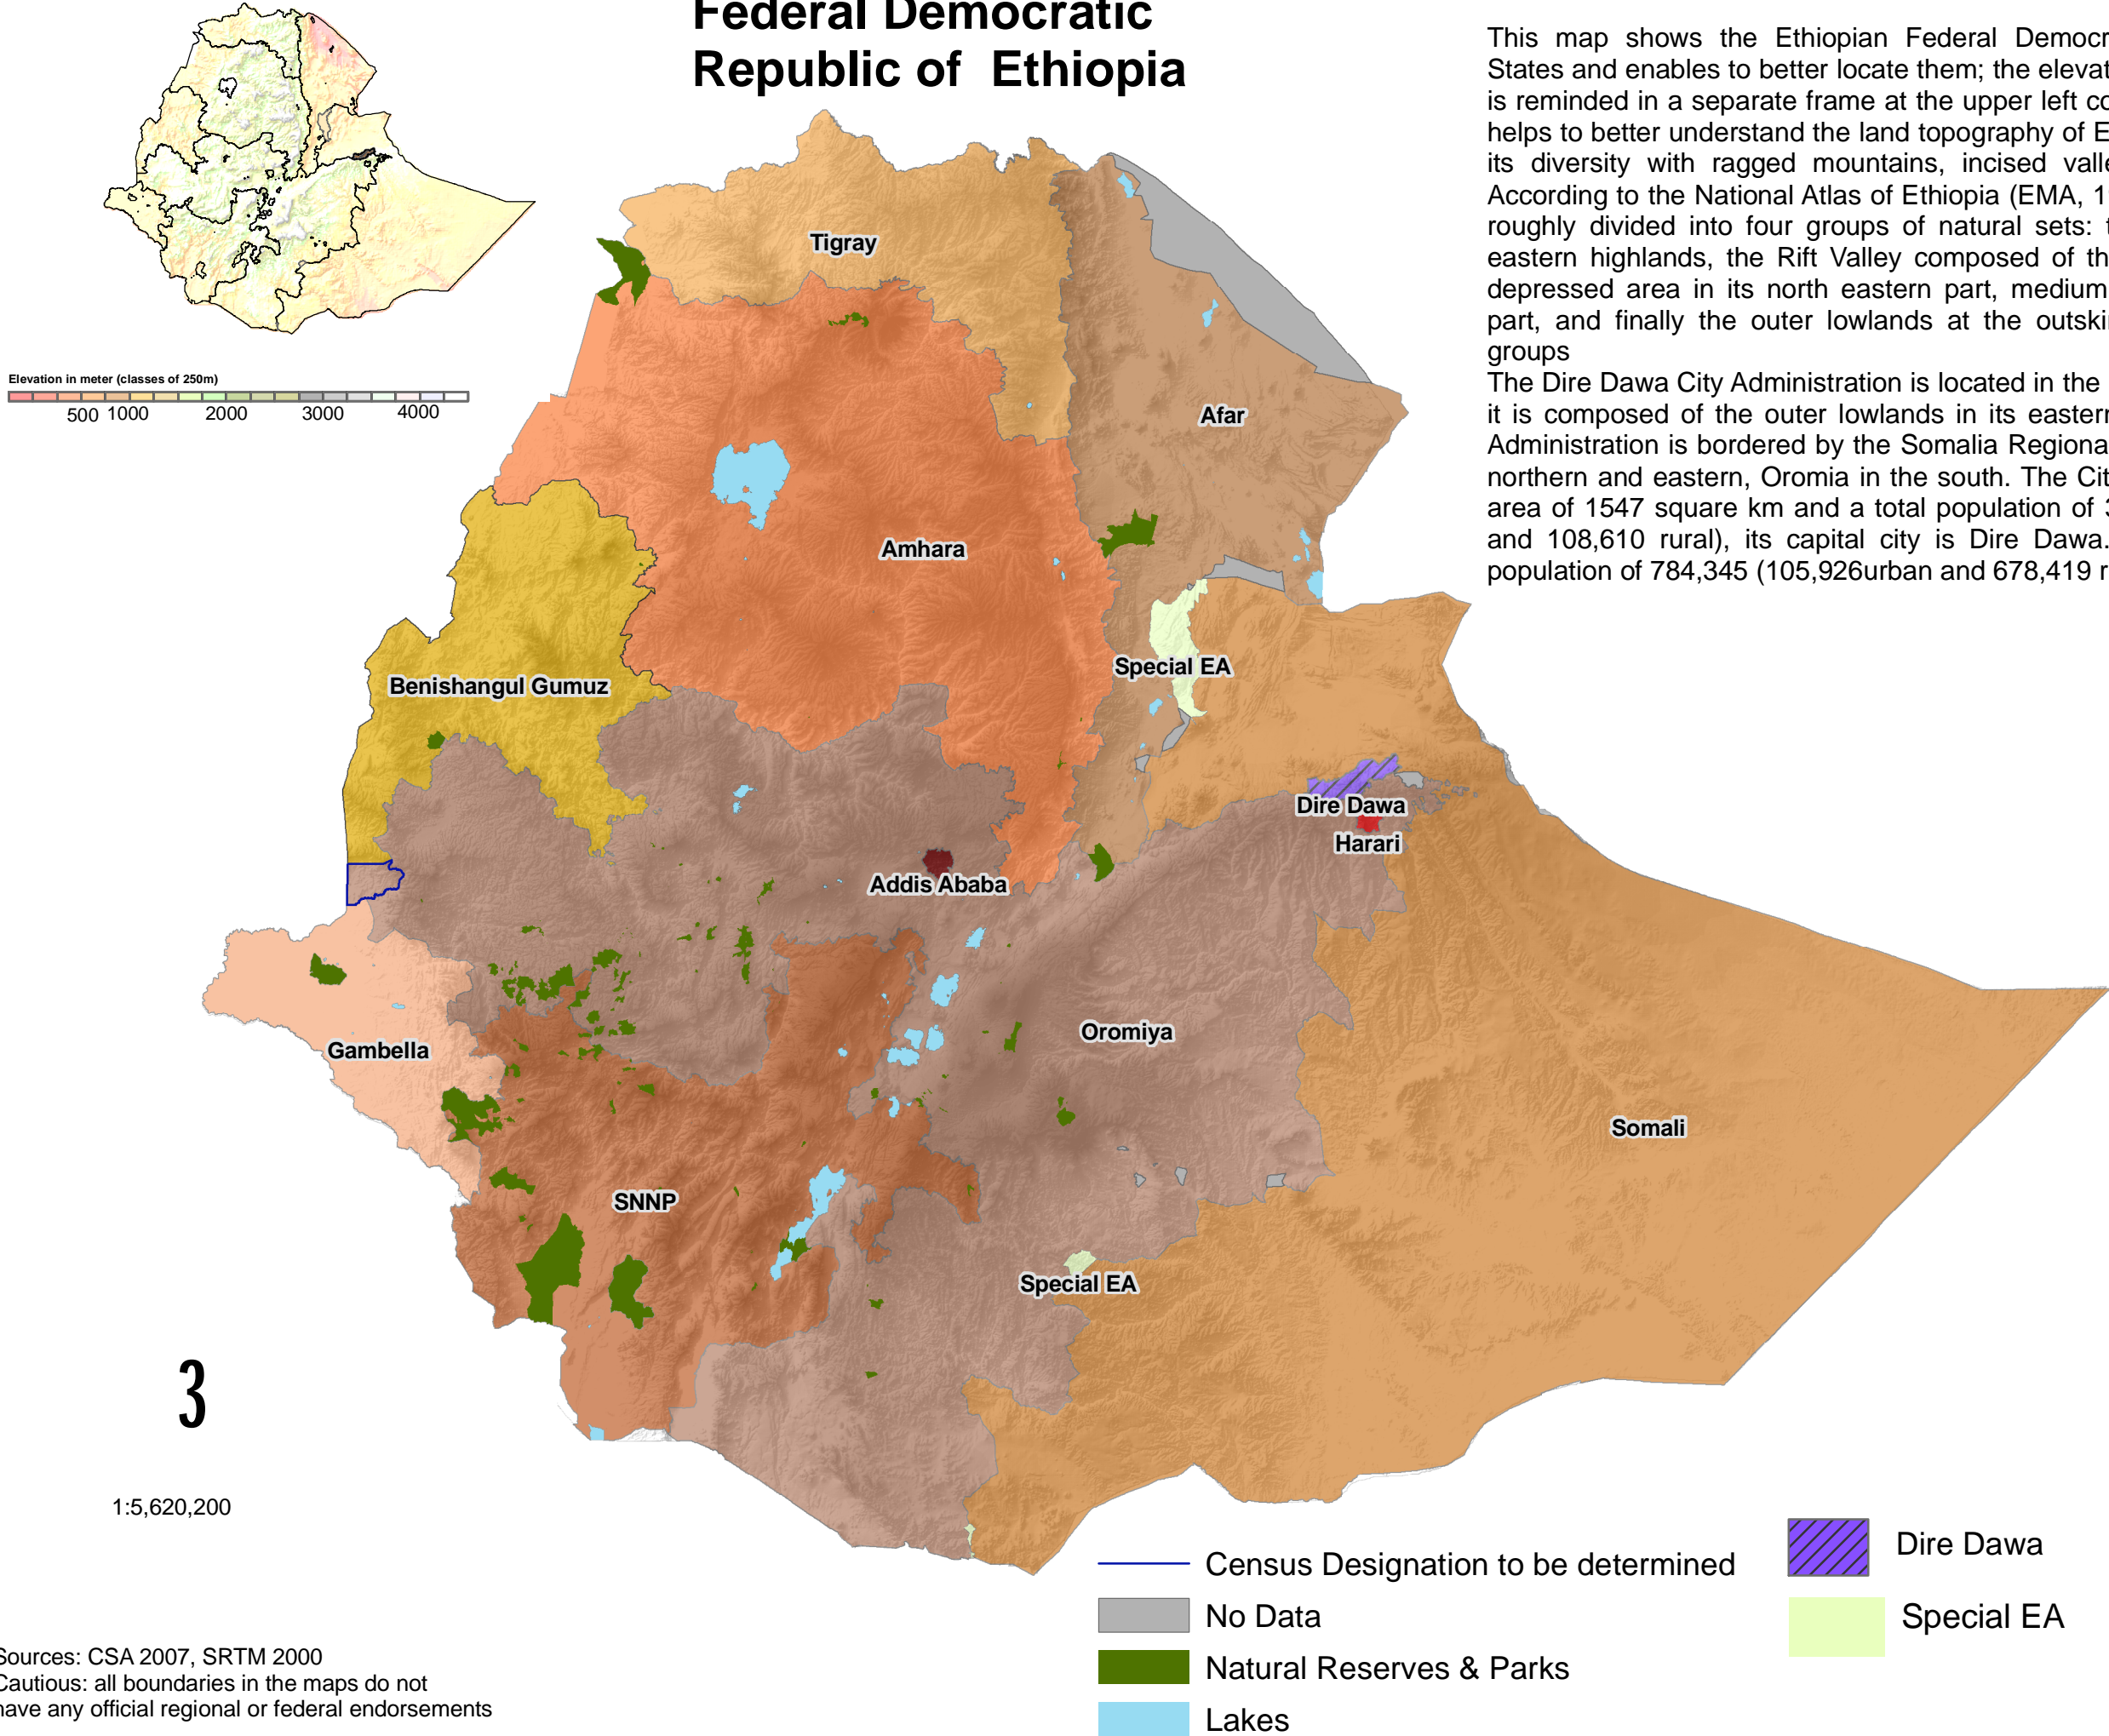 Federal Democratic
Republic of Ethiopia
This map shows the Ethiopian Federal Democr
States and enables to better locate them; the elevat
is reminded in a separate frame at the upper left co
helps to better understand the land topography of E
its diversity with ragged mountains, incised valle
According to the National Atlas of Ethiopia (EMA, 1
roughly divided into four groups of natural sets: t
eastern highlands, the Rift Valley composed of th
depressed area in its north eastern part, medium
part, and finally the outer lowlands at the outski
groups
The Dire Dawa City Administration is located in the
it is composed of the outer lowlands in its eastern
Administration is bordered by the Somalia Regional
northern and eastern, Oromia in the south. The Cit
area of 1547 square km and a total population of 3
and 108,610 rural), its capital city is Dire Dawa.
population of 784,345 (105,926urban and 678,419 r
Elevation in meter (classes of 250m)
500 1000 2000 3000 4000
Tigray
Afar
Amhara
Special EA
Benishangul Gumuz
Dire Dawa
Harari
Addis Ababa
Oromiya
Gambella
Somali
SNNP
Special EA
3
1:5,620,200
Census Designation to be determined
No Data
Natural Reserves & Parks
Lakes
Dire Dawa
Special EA
Sources: CSA 2007, SRTM 2000
Cautious: all boundaries in the maps do not
have any official regional or federal endorsements